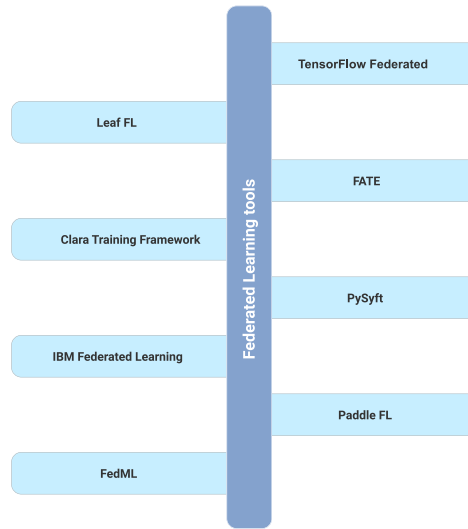 TensorFlow Federated
Leaf FL
FATE
Clara Training Framework
Federated Learning tools
PySyft
IBM Federated Learning
Paddle FL
FedML